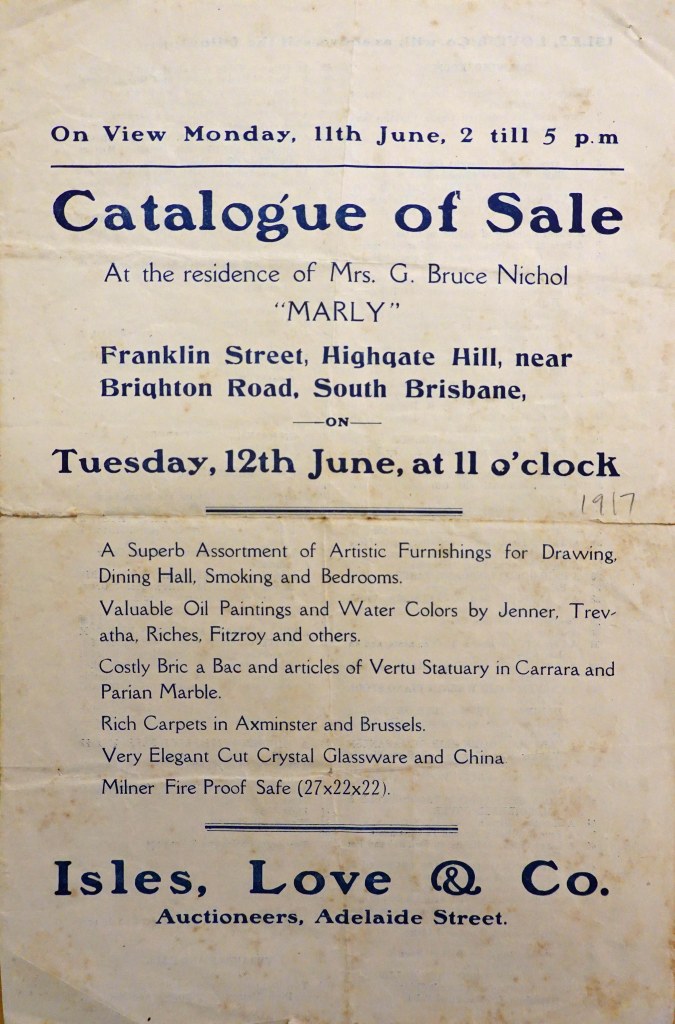 On View Monday, 11th June, 2 till 5 p.m
Catalogue of Sale
At the residence of Mrs. G. Bruce Nichol
"MARLY"
Franklin Street, Highgate Hill, near
Brighton Road, South Brisbane,
—ON—
Tuesday, 12th June, at 11 o'clock
1917
A Superb Assortment of Artistic Furnishings for Drawing,
Dining Hall, Smoking and Bedrooms.
Valuable Oil Paintings and Water Colors by Jenner, Trev-
atha, Riches, Fitzroy and others.
Costly Bric a Bac and articles of Vertu Statuary in Carrara and
Parian Marble.
Rich Carpets in Axminster and Brussels.
Very Elegant Cut Crystal Glassware and China
Milner Fire Proof Safe (27x22x22).
Isles, Love & Co.
Auctioneers, Adelaide Street.